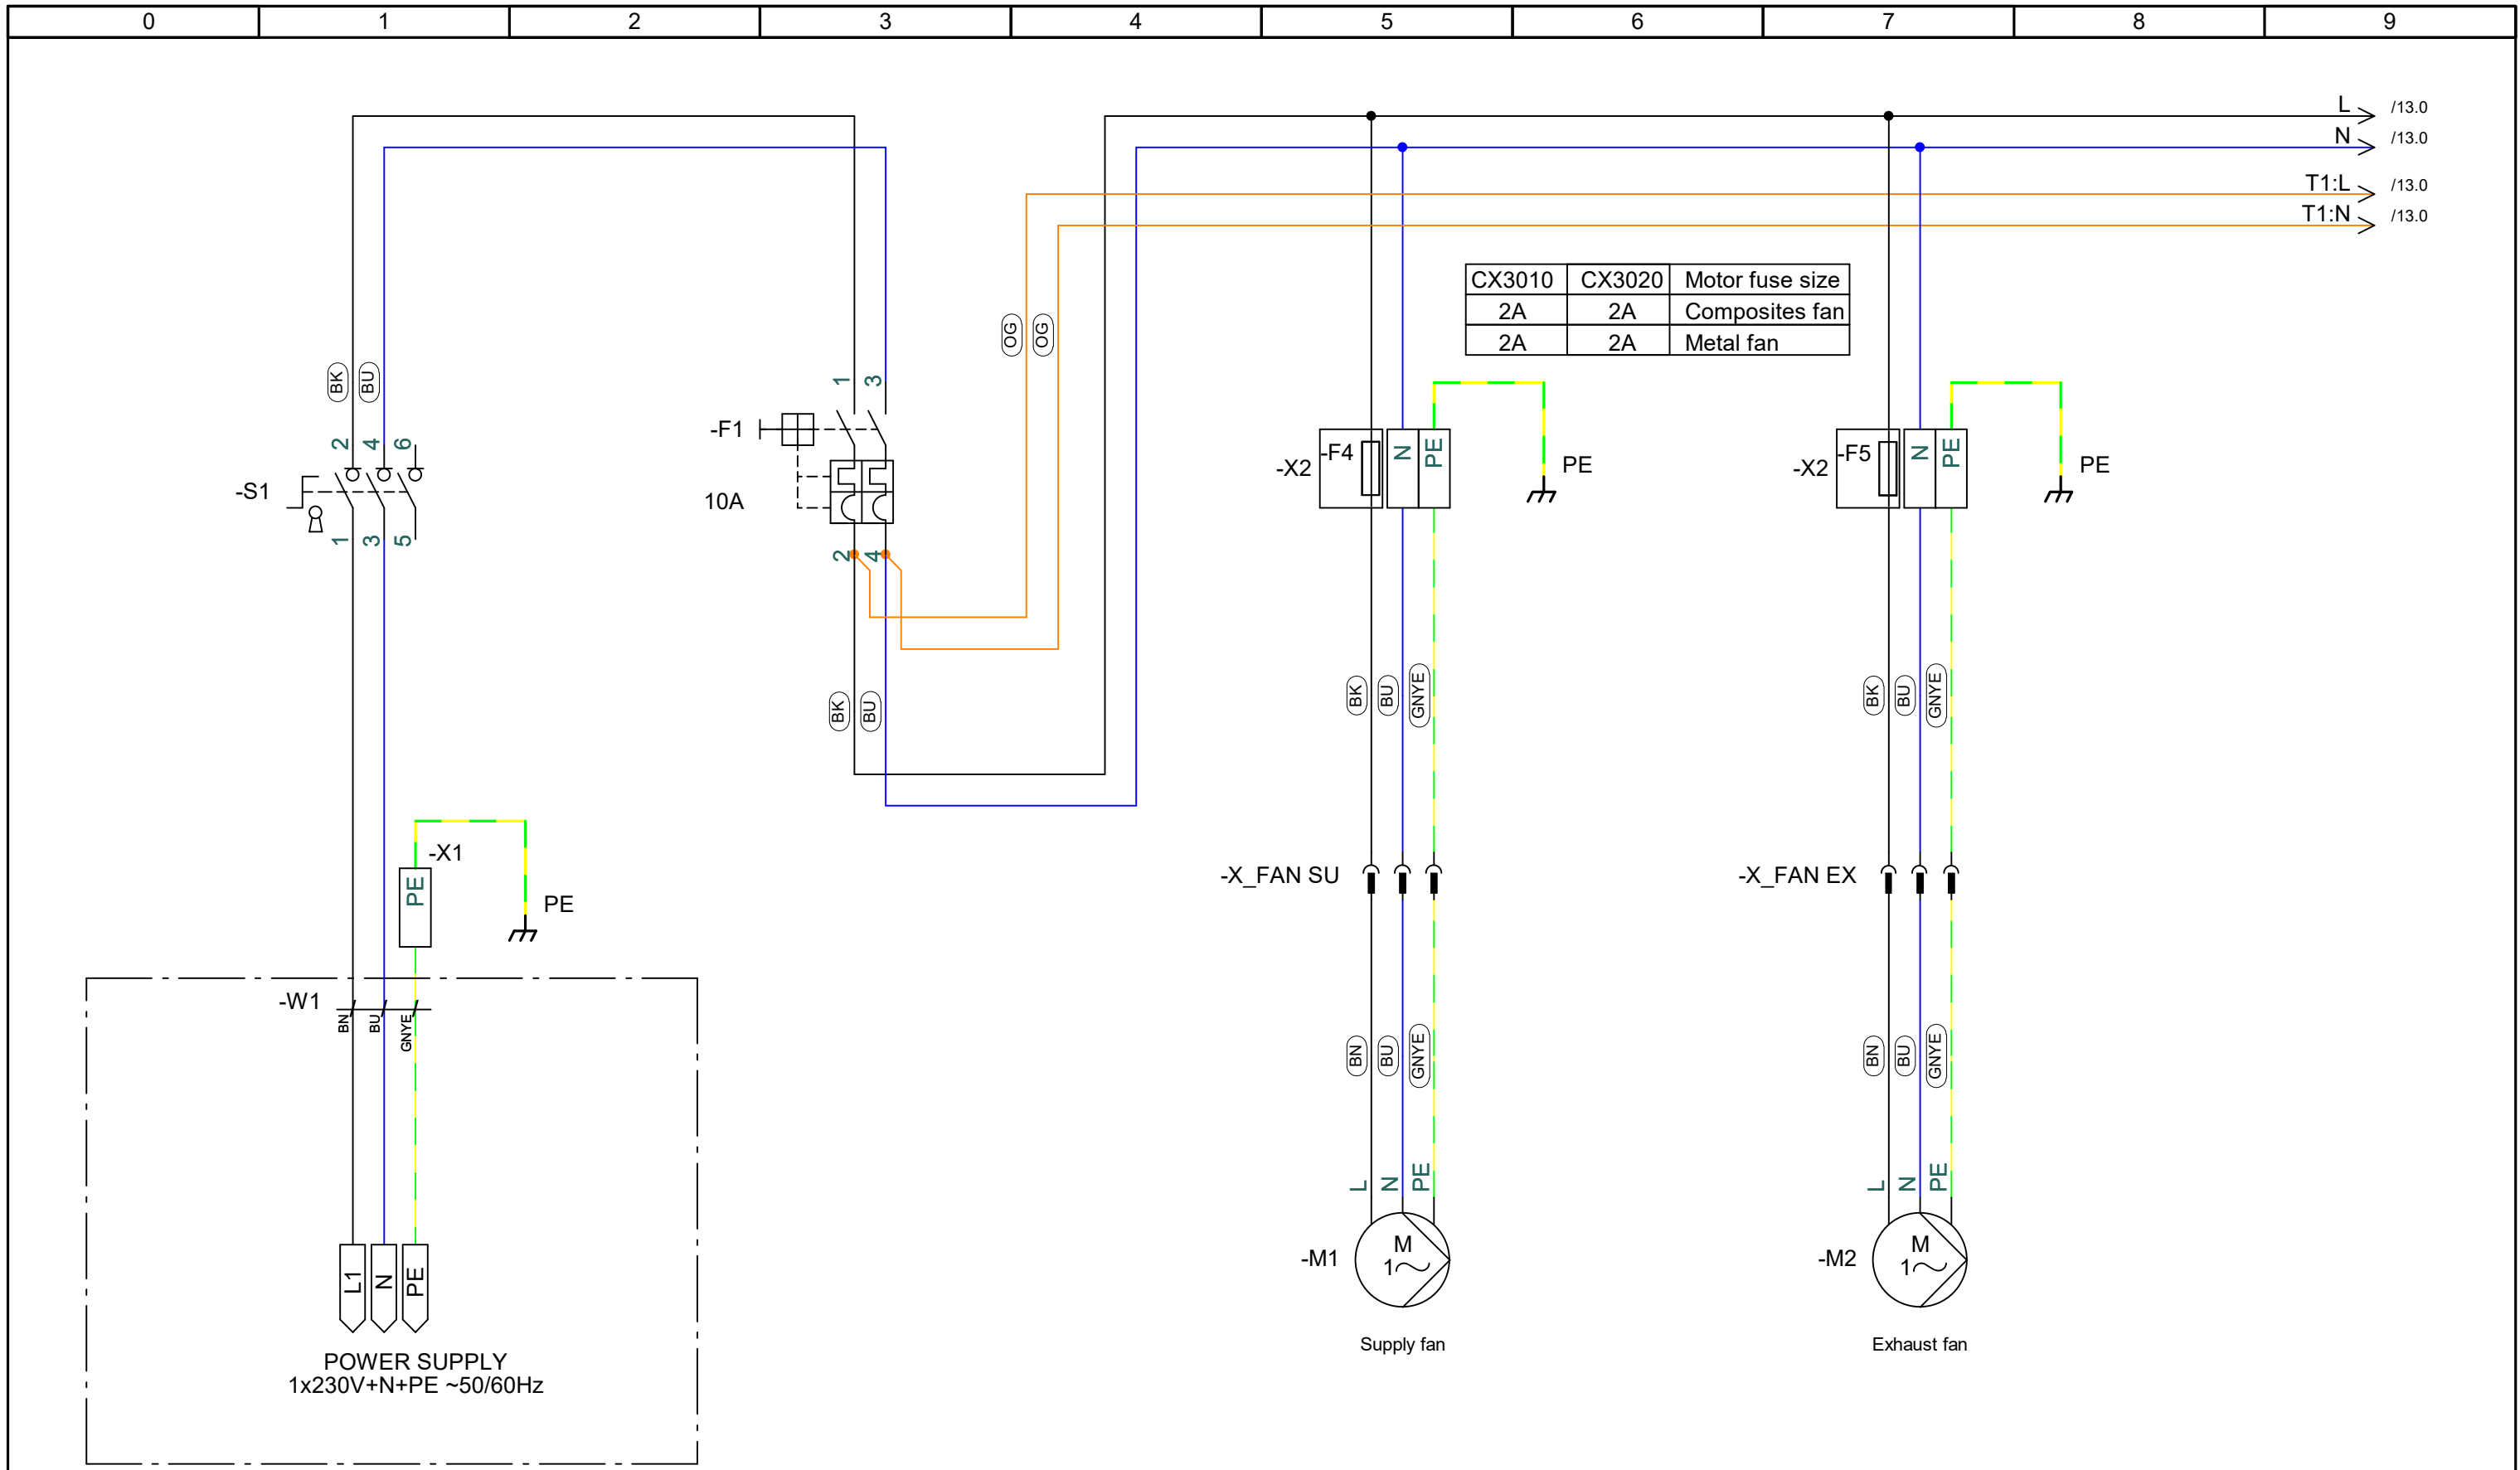 0 1 2 3 4 5 6 7 8 9
L /13.0
N /13.0
T1:L /13.0
T1:N /13.0
CX3010 CX3020 Motor fuse size
2A 2A Composites fan
2A 2A Metal fan
OG OG
BK BU
2 4 6
-S1
1 3 5
1 3
-F1
10A
2 4
BK BU
-X2 -F4 N PE
PE
-X2 -F5 N PE
PE
BK BU GNYE
BK BU GNYE
-X1
PE
PE
-X_FAN SU
-X_FAN EX
-W1
BN BU GNYE
BN BU GNYE
BN BU GNYE
L N PE
L N PE
L1 N PE
-M1
M
1
-M2
M
1
Supply fan
Exhaust fan
POWER SUPPLY
1x230V+N+PE ~50/60Hz